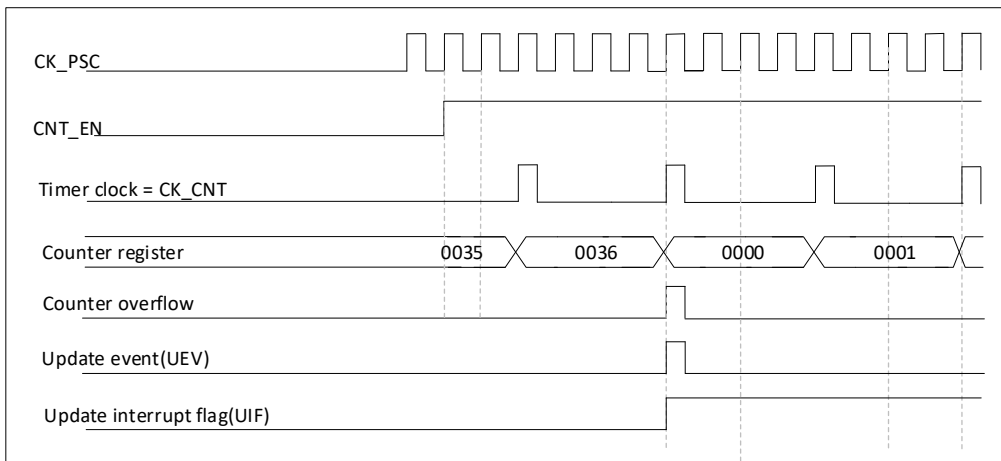 CK_PSC
CNT_EN
Timer clock = CK_CNT
Counter register 0035 0036 0000 0001
Counter overflow
Update event(UEV)
Update interrupt flag(UIF)